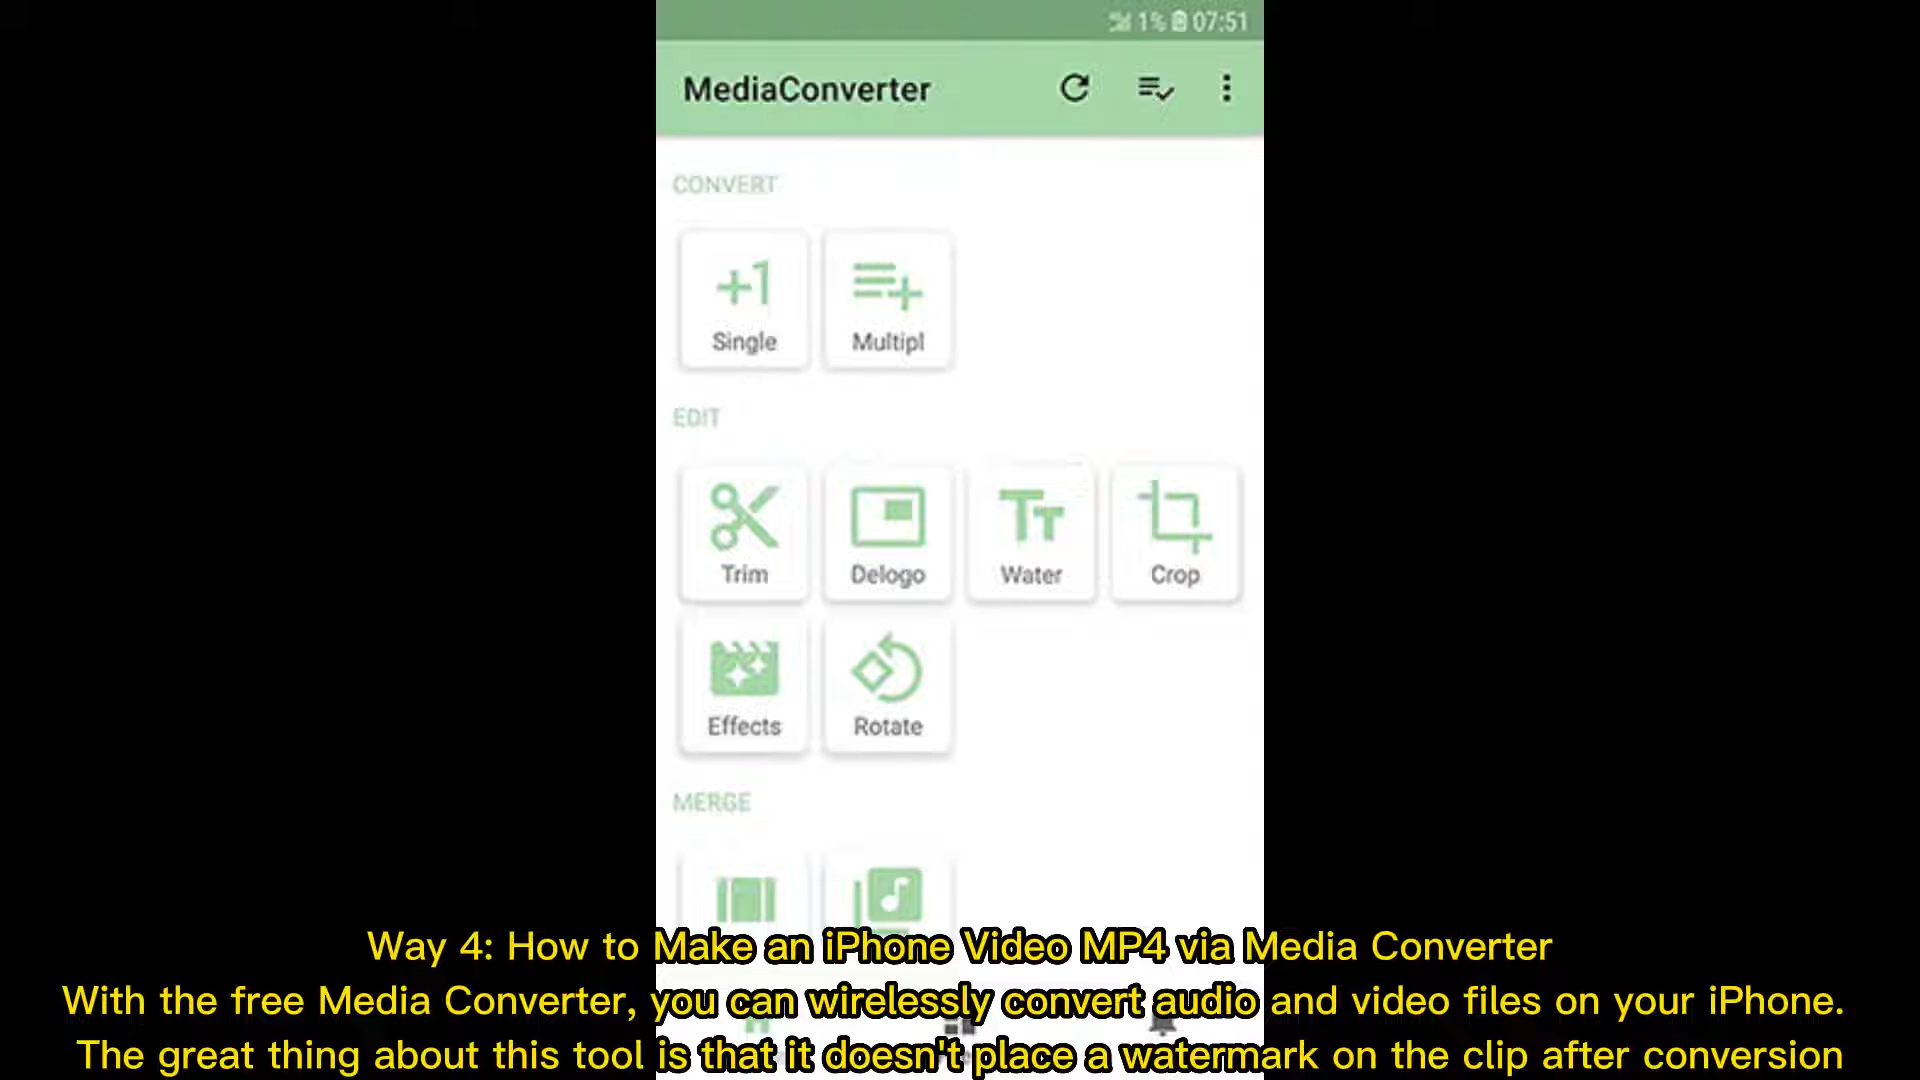 1% 07:51
MediaConverter
CONVERT
+1
Single Multipl
EDIT
Tт
Trim Delogo Water Crop
Effects Rotate
MERGE
Way 4: How to Make an iPhone Video MP4 via Media Converter
With the free Media Converter, you can wirelessly convert audio and video files on your iPhone.
The great thing about this tool is that it doesn't place a watermark on the clip after conversion